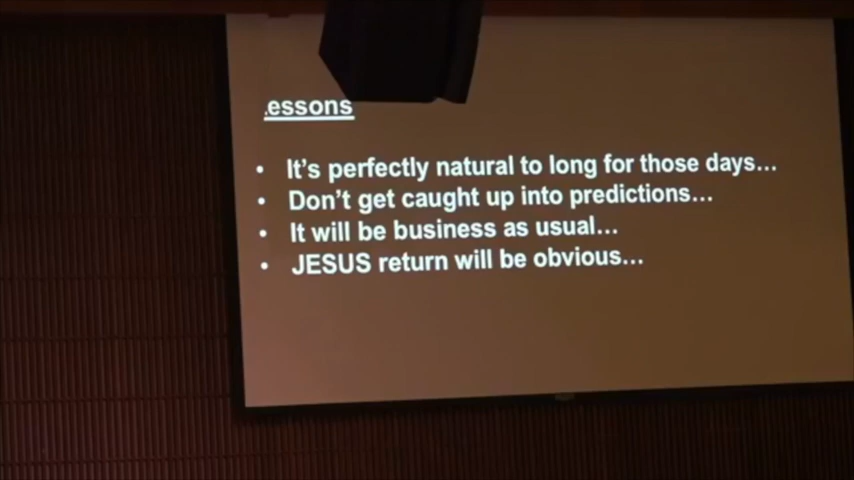 essons
• It's perfectly natural to long for those days...
• Don't get caught up into predictions...
• It will be business as usual...
• JESUS return will be obvious...